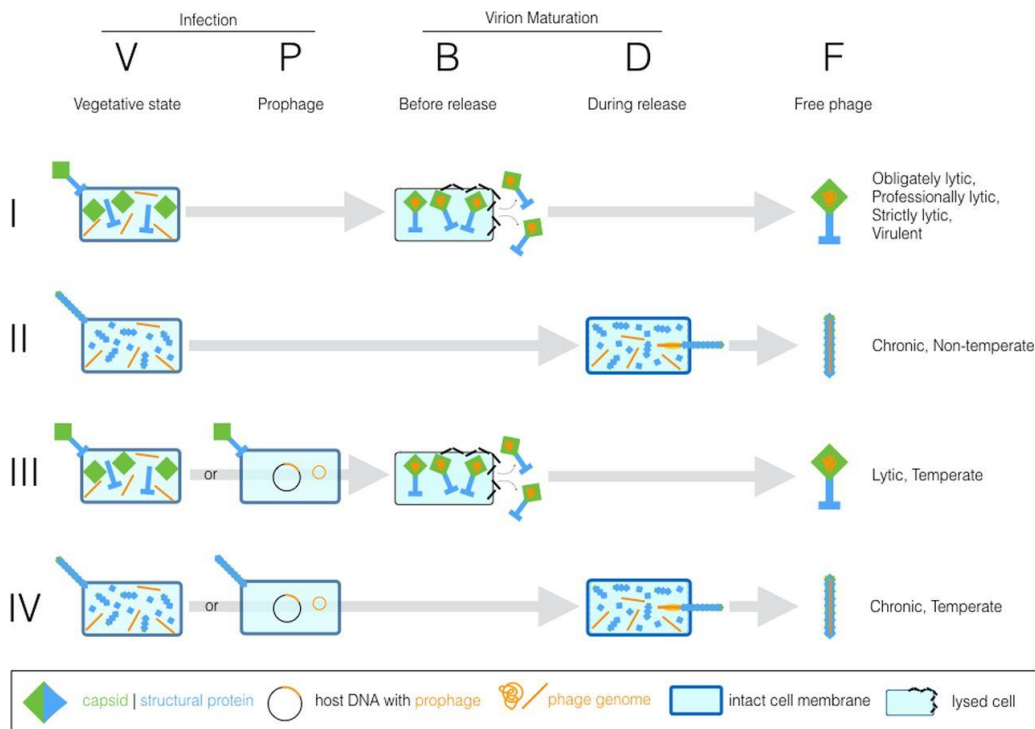 Infection
Virion Maturation
V
P
B
D
F
Vegetative state
Prophage
Before release
During release
Free phage
I
Obligately lytic,
Professionally lytic,
Strictly lytic,
Virulent
II
Chronic, Non-temperate
III
or
Lytic, Temperate
IV
or
Chronic, Temperate
capsid | structural protein
host DNA with prophage
/ phage genome
intact cell membrane
lysed cell